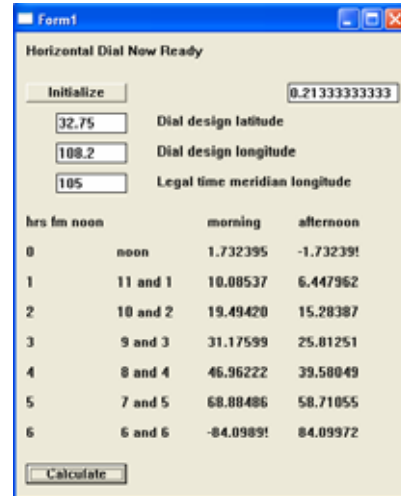 Form1
Horizontal Dial Now Ready
Initialize 0.21333333333
32.75 Dial design latitude
108.2 Dial design longitude
105 Legal time meridian longitude
hrs fm noon morning afternoon
0 noon 1.732395 -1.73239!
1 11 and 1 10.08537 6.447962
2 10 and 2 19.49420 15.28387
3 9 and 3 31.17599 25.81251
4 8 and 4 46.96222 39.58049
5 7 and 5 68.88486 58.71055
6 6 and 6 -84.0989! 84.09972
Calculate